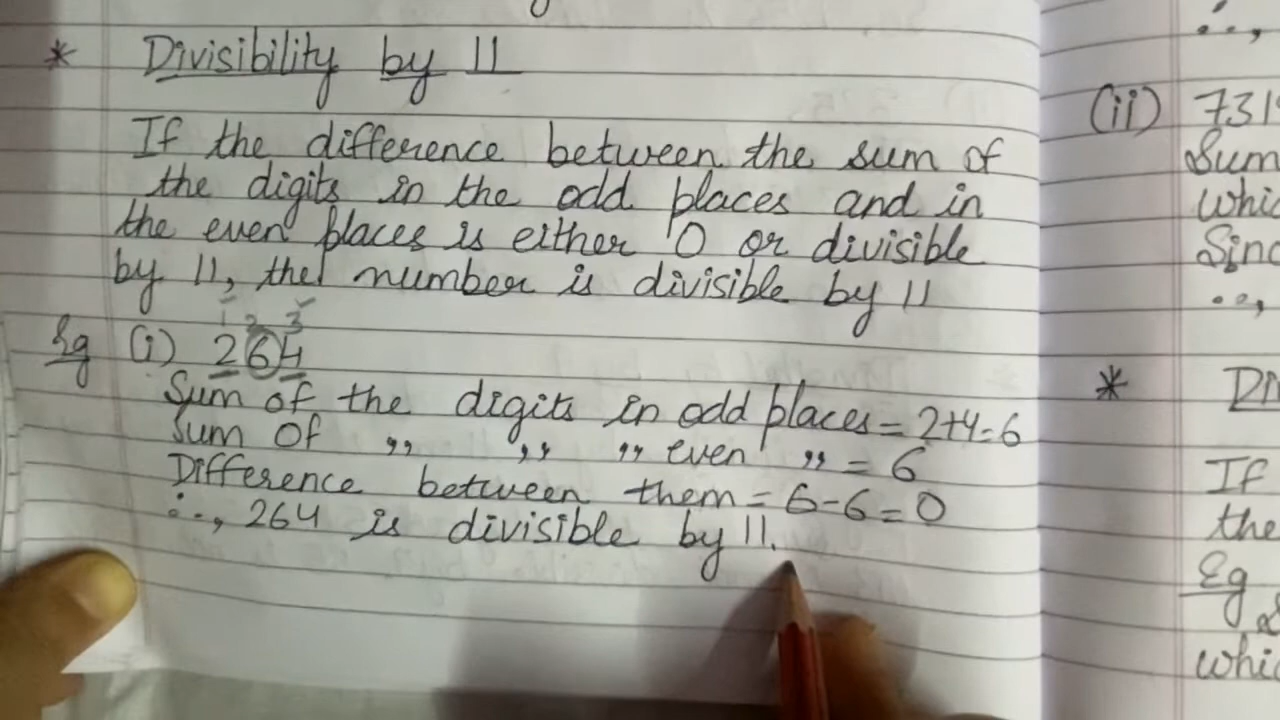 * Divisibility by 11
If the difference between the sum of
the digits in the odd places and in
the even places is either 0 or divisible
by 11, the number is divisible by 11
1 2 3
Eg (i) 264
Sum of the digits in odd places = 2+4=6
Sum of ,, ,, ,, even ,, = 6
Difference between them = 6-6=0
∴, 264 is divisible by 11.
∴,
(ii) 731
Sum
whic
Sinc
∴,
* Di
If
the
Eg
whic